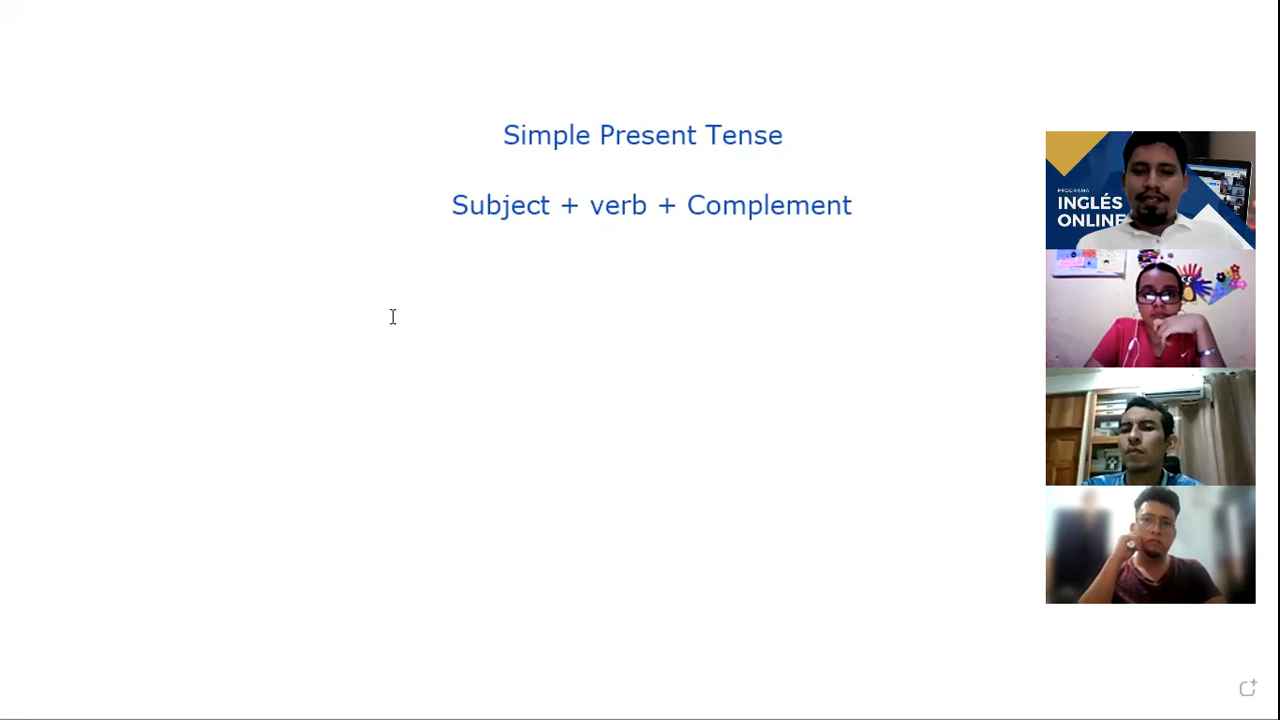 Simple Present Tense
Subject + verb + Complement
PROGRAMA
INGLÉS
ONLINE